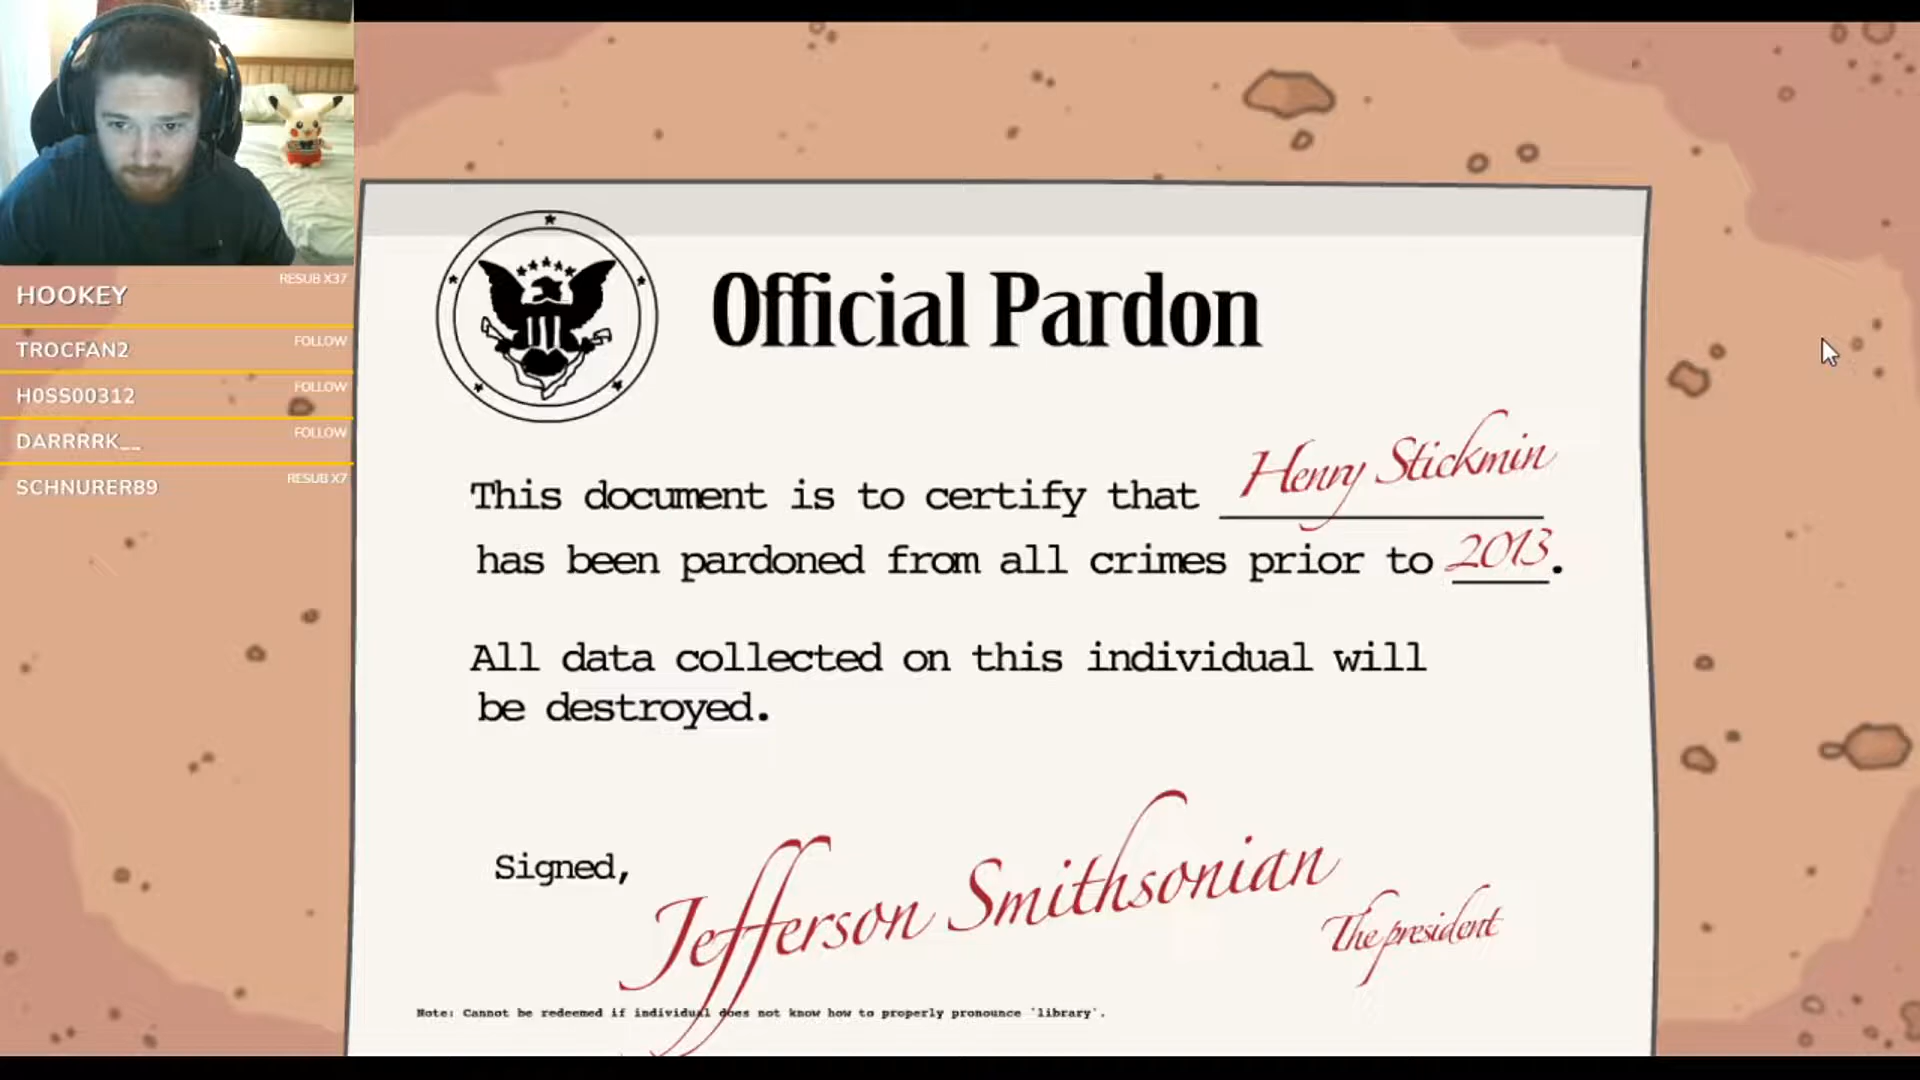 HOOKEY RESUB X37
TROCFAN2 FOLLOW
H0SS00312 FOLLOW
DARRRRK__ FOLLOW
SCHNURER89 RESUB X7
Official Pardon
This document is to certify that Henry Stickmin
has been pardoned from all crimes prior to 2013.
All data collected on this individual will
be destroyed.
Signed, Jefferson Smithsonian
The president
Note: Cannot be redeemed if individual does not know how to properly pronounce 'library'.